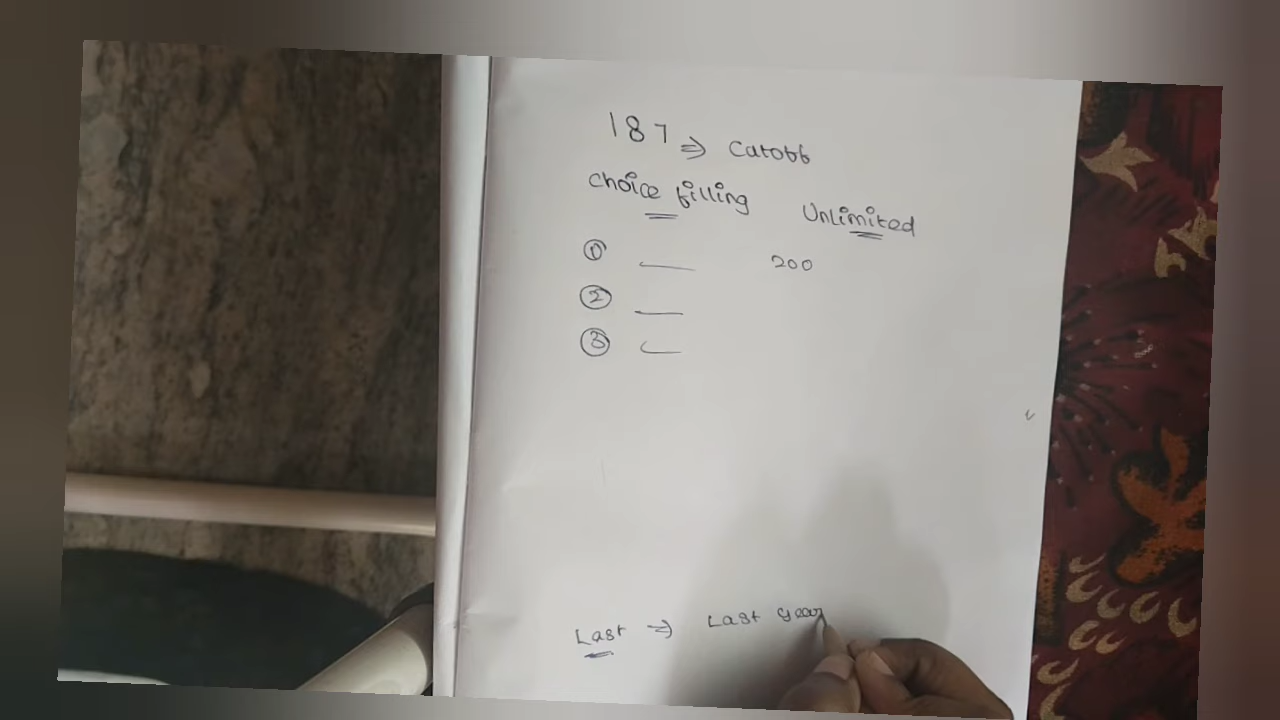 187 ⇒ Cutoff
choice filling Unlimited
① 200
②
③
Last ⇒ Last year